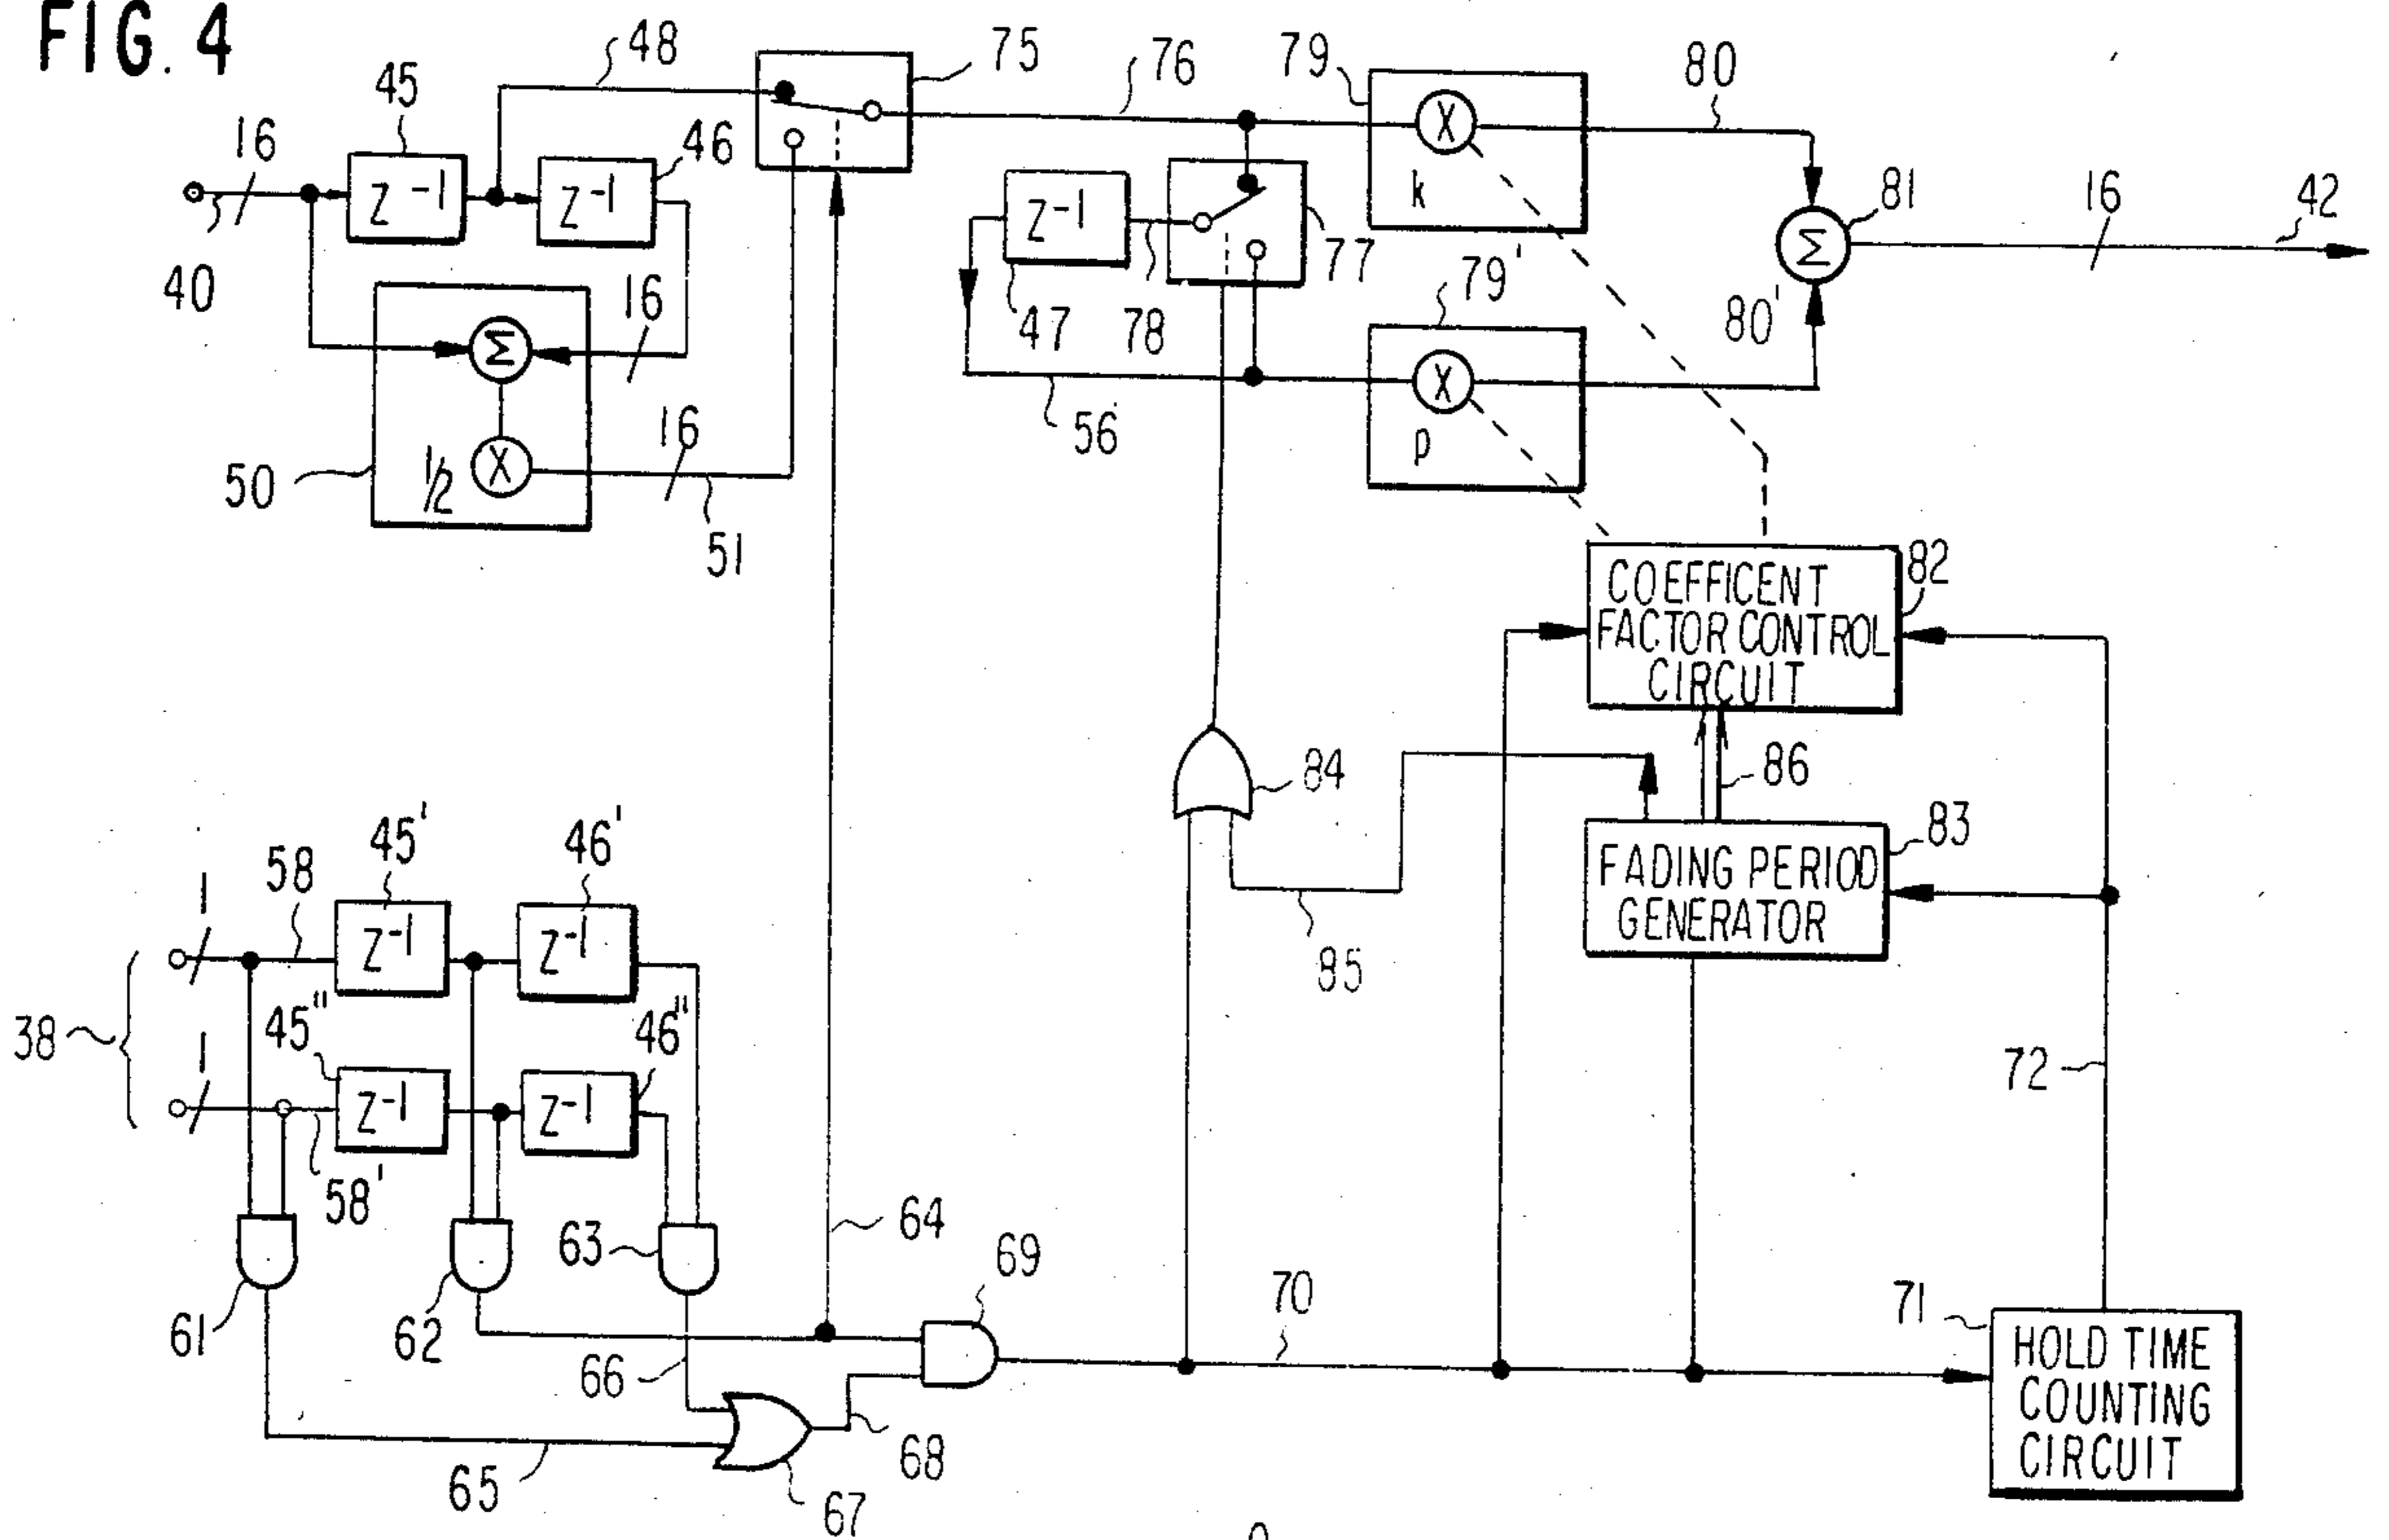 FIG. 4
48
75
76
79
80
45
16
46
Z⁻¹
Z⁻¹
X
k
Z⁻¹
77
81
Σ
16
42
40
16
47
78
79'
80'
Σ
16
X
1/2
50
51
56
X
p
COEFFICENT
FACTOR CONTROL
CIRCUIT
82
86
84
85
FADING PERIOD
GENERATOR
83
1
58
45'
46'
Z⁻¹
Z⁻¹
38
1
45"
46"
Z⁻¹
Z⁻¹
58'
72
61
62
63
64
69
70
71
HOLD TIME
COUNTING
CIRCUIT
66
65
67
68